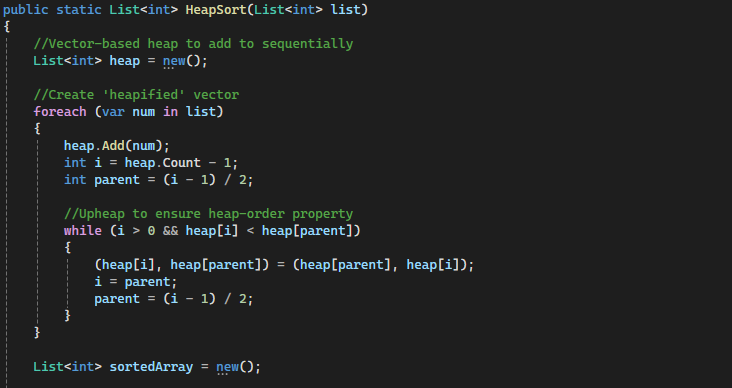 public static List<int> HeapSort(List<int> list)
{
    //Vector-based heap to add to sequentially
    List<int> heap = new();

    //Create 'heapified' vector
    foreach (var num in list)
    {
        heap.Add(num);
        int i = heap.Count - 1;
        int parent = (i - 1) / 2;

        //Upheap to ensure heap-order property
        while (i > 0 && heap[i] < heap[parent])
        {
            (heap[i], heap[parent]) = (heap[parent], heap[i]);
            i = parent;
            parent = (i - 1) / 2;
        }
    }

    List<int> sortedArray = new();